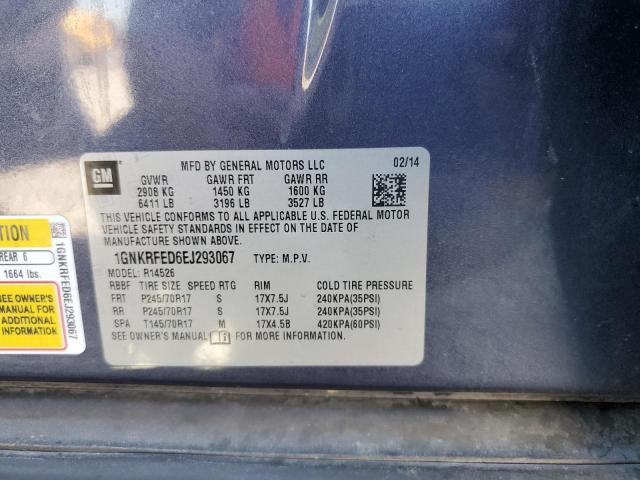 GM
MFD BY GENERAL MOTORS LLC 02/14
GVWR GAWR FRT GAWR RR
2908 KG 1450 KG 1600 KG
6411 LB 3196 LB 3527 LB
THIS VEHICLE CONFORMS TO ALL APPLICABLE U.S. FEDERAL MOTOR
VEHICLE SAFETY STANDARDS IN EFFECT ON THE DATE OF
MANUFACTURE SHOWN ABOVE.
1GNKRFED6EJ293067 TYPE: M.P.V.
MODEL: R14526
RBBF TIRE SIZE SPEED RTG RIM COLD TIRE PRESSURE
FRT P245/70R17 S 17X7.5J 240KPA(35PSI)
RR P245/70R17 S 17X7.5J 240KPA(35PSI)
SPA T145/70R17 M 17X4.5B 420KPA(60PSI)
SEE OWNER'S MANUAL FOR MORE INFORMATION.
TION
REAR 6
1664 lbs.
SEE OWNER'S
MANUAL FOR
ADDITIONAL
INFORMATION
1GNKRFED6EJ293067